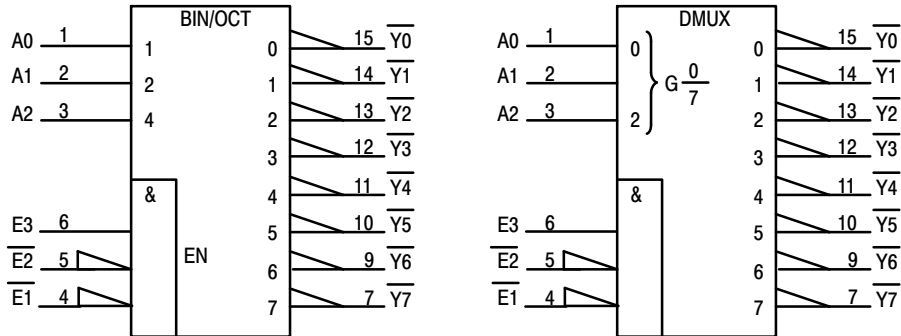 BIN/OCT
A0 1 1 0 15 Y0
A1 2 2 1 14 Y1
A2 3 4 2 13 Y2
3 12 Y3
& 4 11 Y4
E3 6 5 10 Y5
E2 5 EN 6 9 Y6
E1 4 7 7 Y7
DMUX
A0 1 0 0 15 Y0
A1 2 G 0/7 1 14 Y1
A2 3 2 2 13 Y2
3 12 Y3
& 4 11 Y4
E3 6 5 10 Y5
E2 5 6 9 Y6
E1 4 7 7 Y7